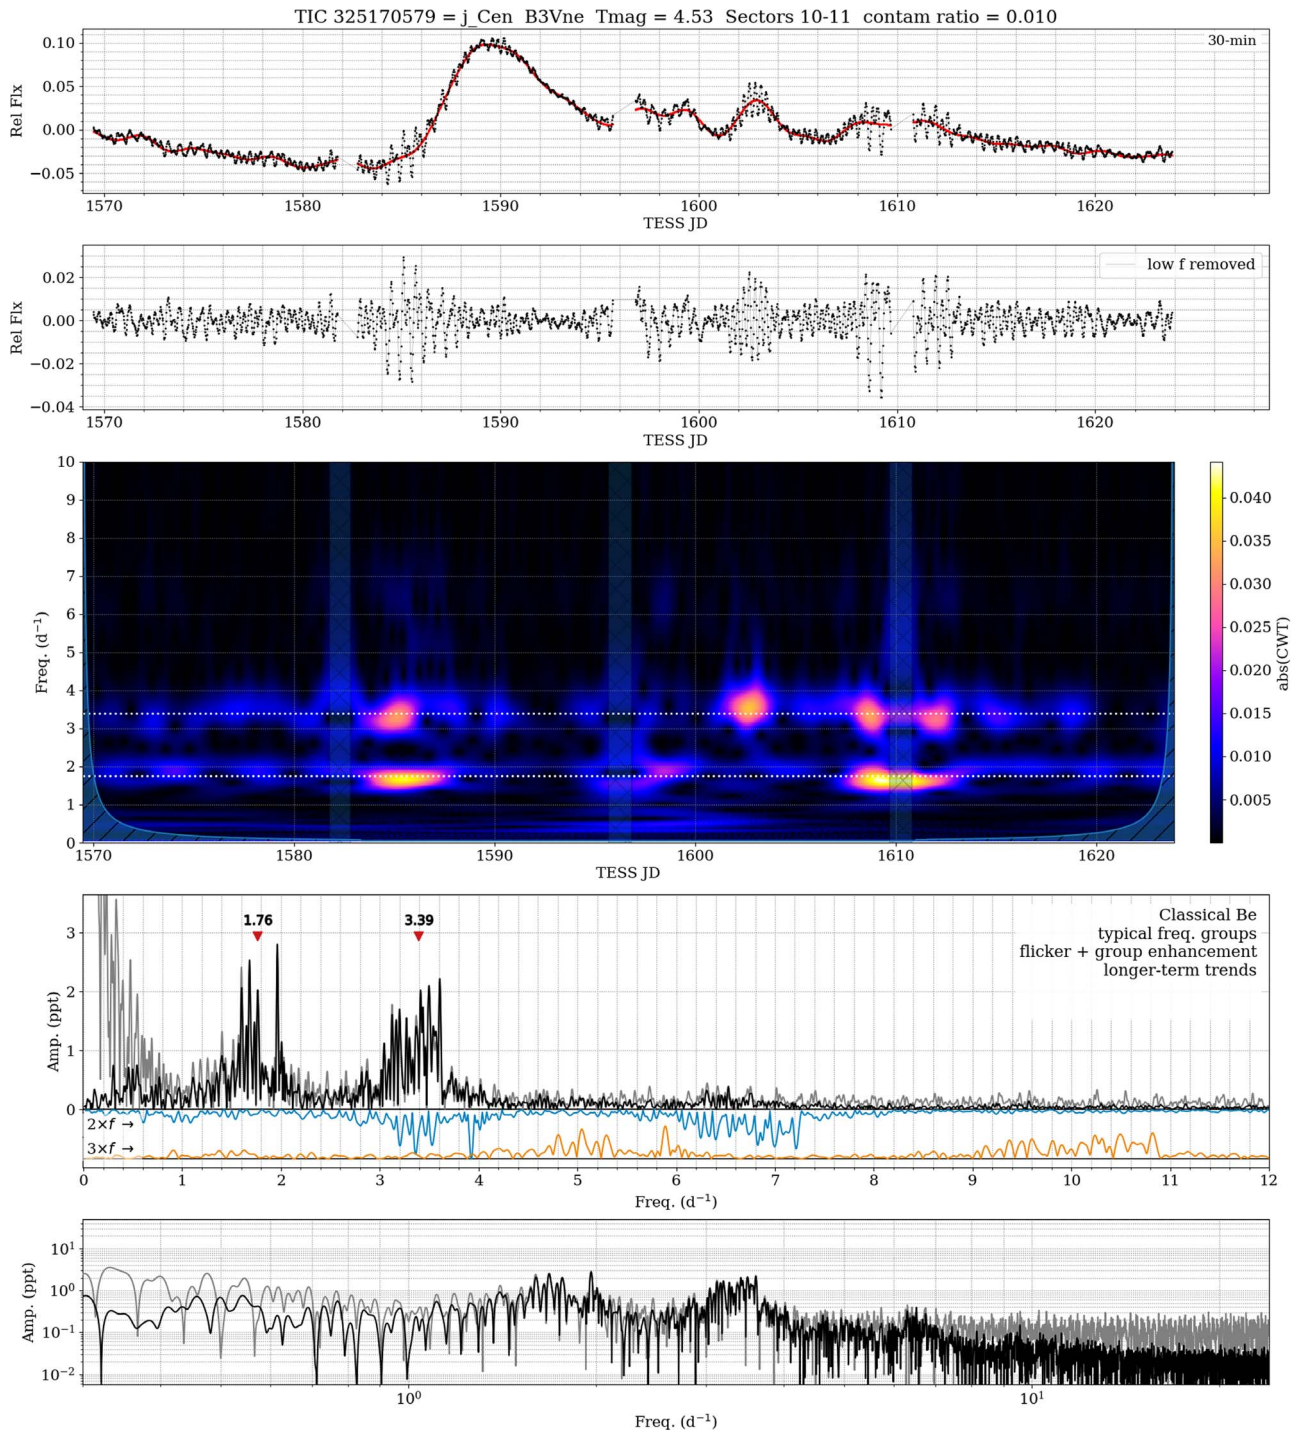 TIC 325170579 = j_Cen B3Vne Tmag = 4.53 Sectors 10-11 contam ratio = 0.010
30-min
0.10
0.05
0.00
−0.05
Rel Flx
1570 1580 1590 1600 1610 1620
TESS JD
low f removed
0.02
0.00
−0.02
−0.04
Rel Flx
1570 1580 1590 1600 1610 1620
TESS JD
10
9
8
7
6
5
4
3
2
1
0
Freq. (d⁻¹)
1570 1580 1590 1600 1610 1620
TESS JD
0.040
0.035
0.030
0.025
0.020
0.015
0.010
0.005
abs(CWT)
1.76 3.39
Classical Be
typical freq. groups
flicker + group enhancement
longer-term trends
3
2
1
0
Amp. (ppt)
2×f →
3×f →
0 1 2 3 4 5 6 7 8 9 10 11 12
Freq. (d⁻¹)
10¹
10⁰
10⁻¹
10⁻²
Amp. (ppt)
10⁰ 10¹
Freq. (d⁻¹)